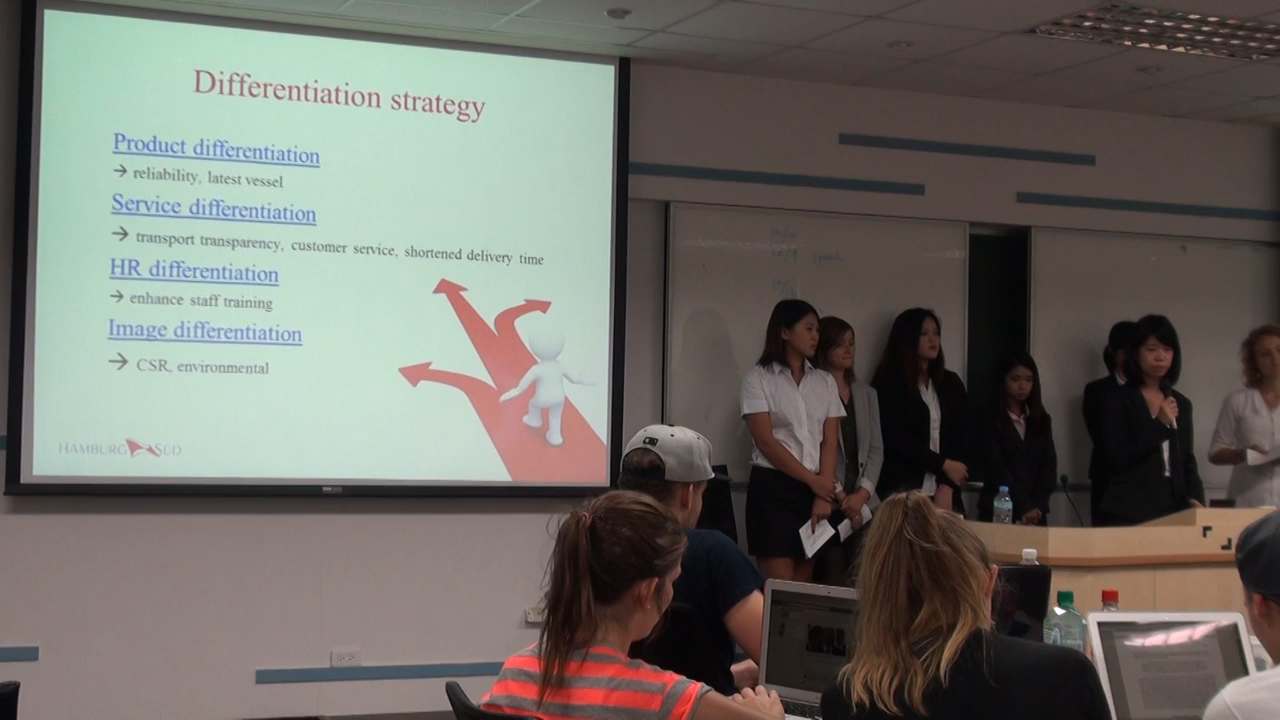 Differentiation strategy
Product differentiation
→ reliability, latest vessel
Service differentiation
→ transport transparency, customer service, shortened delivery time
HR differentiation
→ enhance staff training
Image differentiation
→ CSR, environmental
HAMBURG SÜD